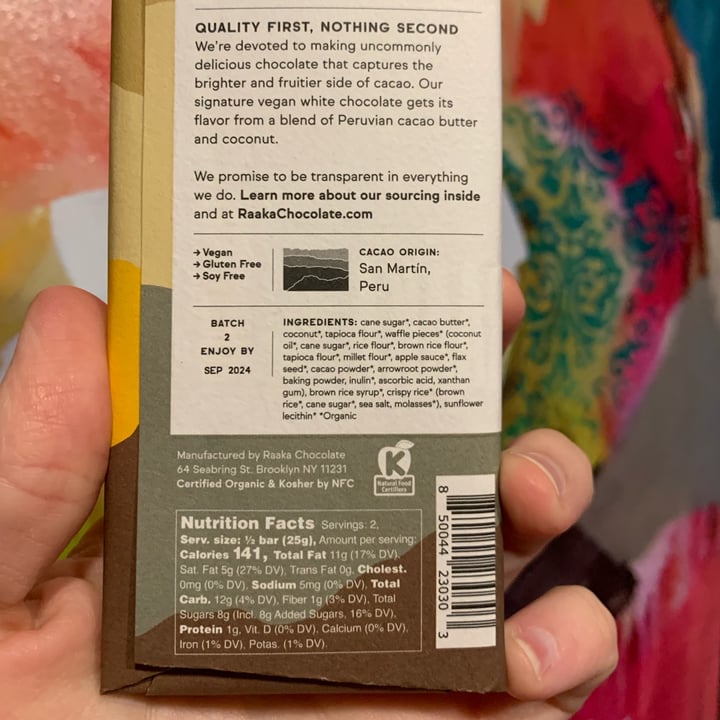 QUALITY FIRST, NOTHING SECOND
We're devoted to making uncommonly
delicious chocolate that captures the
brighter and fruitier side of cacao. Our
signature vegan white chocolate gets its
flavor from a blend of Peruvian cacao butter
and coconut.
We promise to be transparent in everything
we do. Learn more about our sourcing inside
and at RaakaChocolate.com
→ Vegan
→ Gluten Free
→ Soy Free
CACAO ORIGIN:
San Martín,
Peru
BATCH
2
ENJOY BY
SEP 2024
INGREDIENTS: cane sugar*, cacao butter*,
coconut*, tapioca flour*, waffle pieces* (coconut
oil*, cane sugar*, rice flour*, brown rice flour*,
tapioca flour*, millet flour*, apple sauce*, flax
seed*, cacao powder*, arrowroot powder*,
baking powder, inulin*, ascorbic acid, xanthan
gum), brown rice syrup*, crispy rice* (brown
rice*, cane sugar*, sea salt, molasses*), sunflower
lecithin* *Organic
Manufactured by Raaka Chocolate
64 Seabring St. Brooklyn NY 11231
Certified Organic & Kosher by NFC
K
Natural Food
Certifiers
Nutrition Facts Servings: 2,
Serv. size: ½ bar (25g), Amount per serving:
Calories 141, Total Fat 11g (17% DV),
Sat. Fat 5g (27% DV), Trans Fat 0g, Cholest.
0mg (0% DV), Sodium 5mg (0% DV), Total
Carb. 12g (4% DV), Fiber 1g (3% DV), Total
Sugars 8g (Incl. 8g Added Sugars, 16% DV),
Protein 1g, Vit. D (0% DV), Calcium (0% DV),
Iron (1% DV), Potas. (1% DV).
8 50044 23030 3